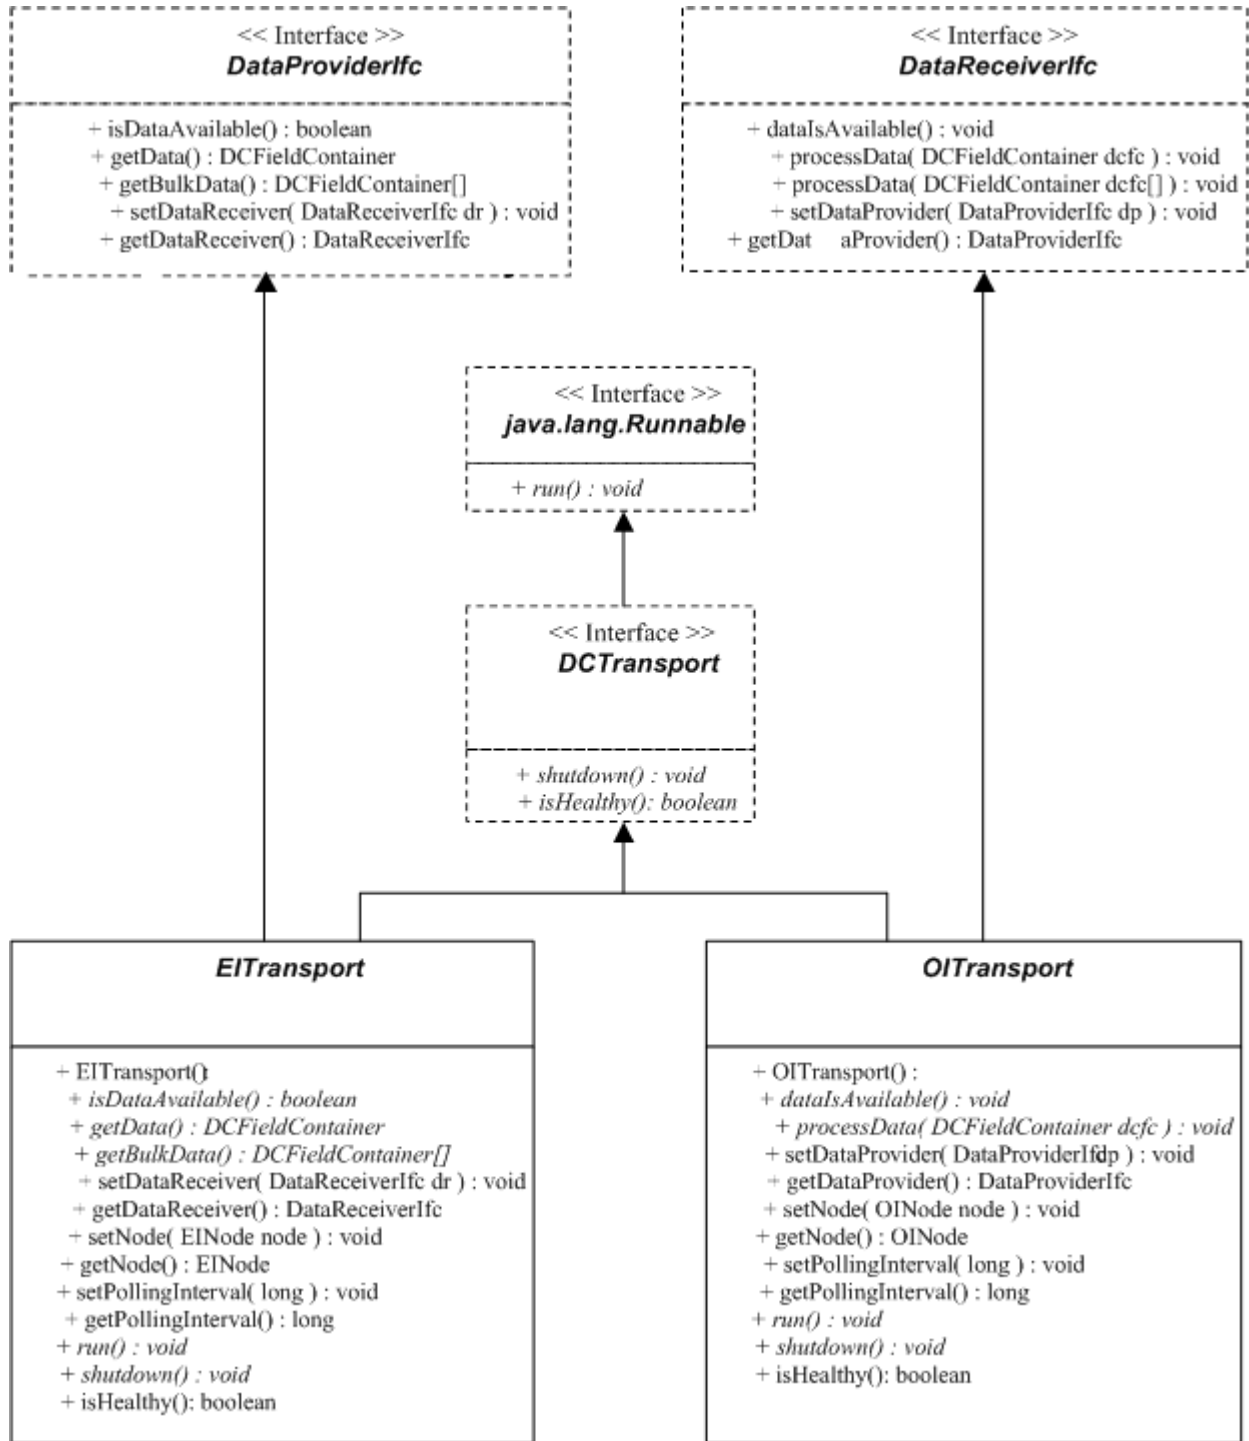 << Interface >>
DataProviderIfc
+ isDataAvailable() : boolean
+ getData() : DCFieldContainer
+ getBulkData() : DCFieldContainer[]
+ setDataReceiver( DataReceiverIfc dr ) : void
+ getDataReceiver() : DataReceiverIfc
<< Interface >>
DataReceiverIfc
+ dataIsAvailable() : void
+ processData( DCFieldContainer dcfc ) : void
+ processData( DCFieldContainer dcfc[] ) : void
+ setDataProvider( DataProviderIfc dp ) : void
+ getDat aProvider() : DataProviderIfc
<< Interface >>
java.lang.Runnable
+ run() : void
<< Interface >>
DCTransport
+ shutdown() : void
+ isHealthy(): boolean
EITransport
+ EITransport():
+ isDataAvailable() : boolean
+ getData() : DCFieldContainer
+ getBulkData() : DCFieldContainer[]
+ setDataReceiver( DataReceiverIfc dr ) : void
+ getDataReceiver() : DataReceiverIfc
+ setNode( EINode node ) : void
+ getNode() : EINode
+ setPollingInterval( long ) : void
+ getPollingInterval() : long
+ run() : void
+ shutdown() : void
+ isHealthy(): boolean
OITransport
+ OITransport() :
+ dataIsAvailable() : void
+ processData( DCFieldContainer dcfc ) : void
+ setDataProvider( DataProviderIfc dp ) : void
+ getDataProvider() : DataProviderIfc
+ setNode( OINode node ) : void
+ getNode() : OINode
+ setPollingInterval( long ) : void
+ getPollingInterval() : long
+ run() : void
+ shutdown() : void
+ isHealthy(): boolean